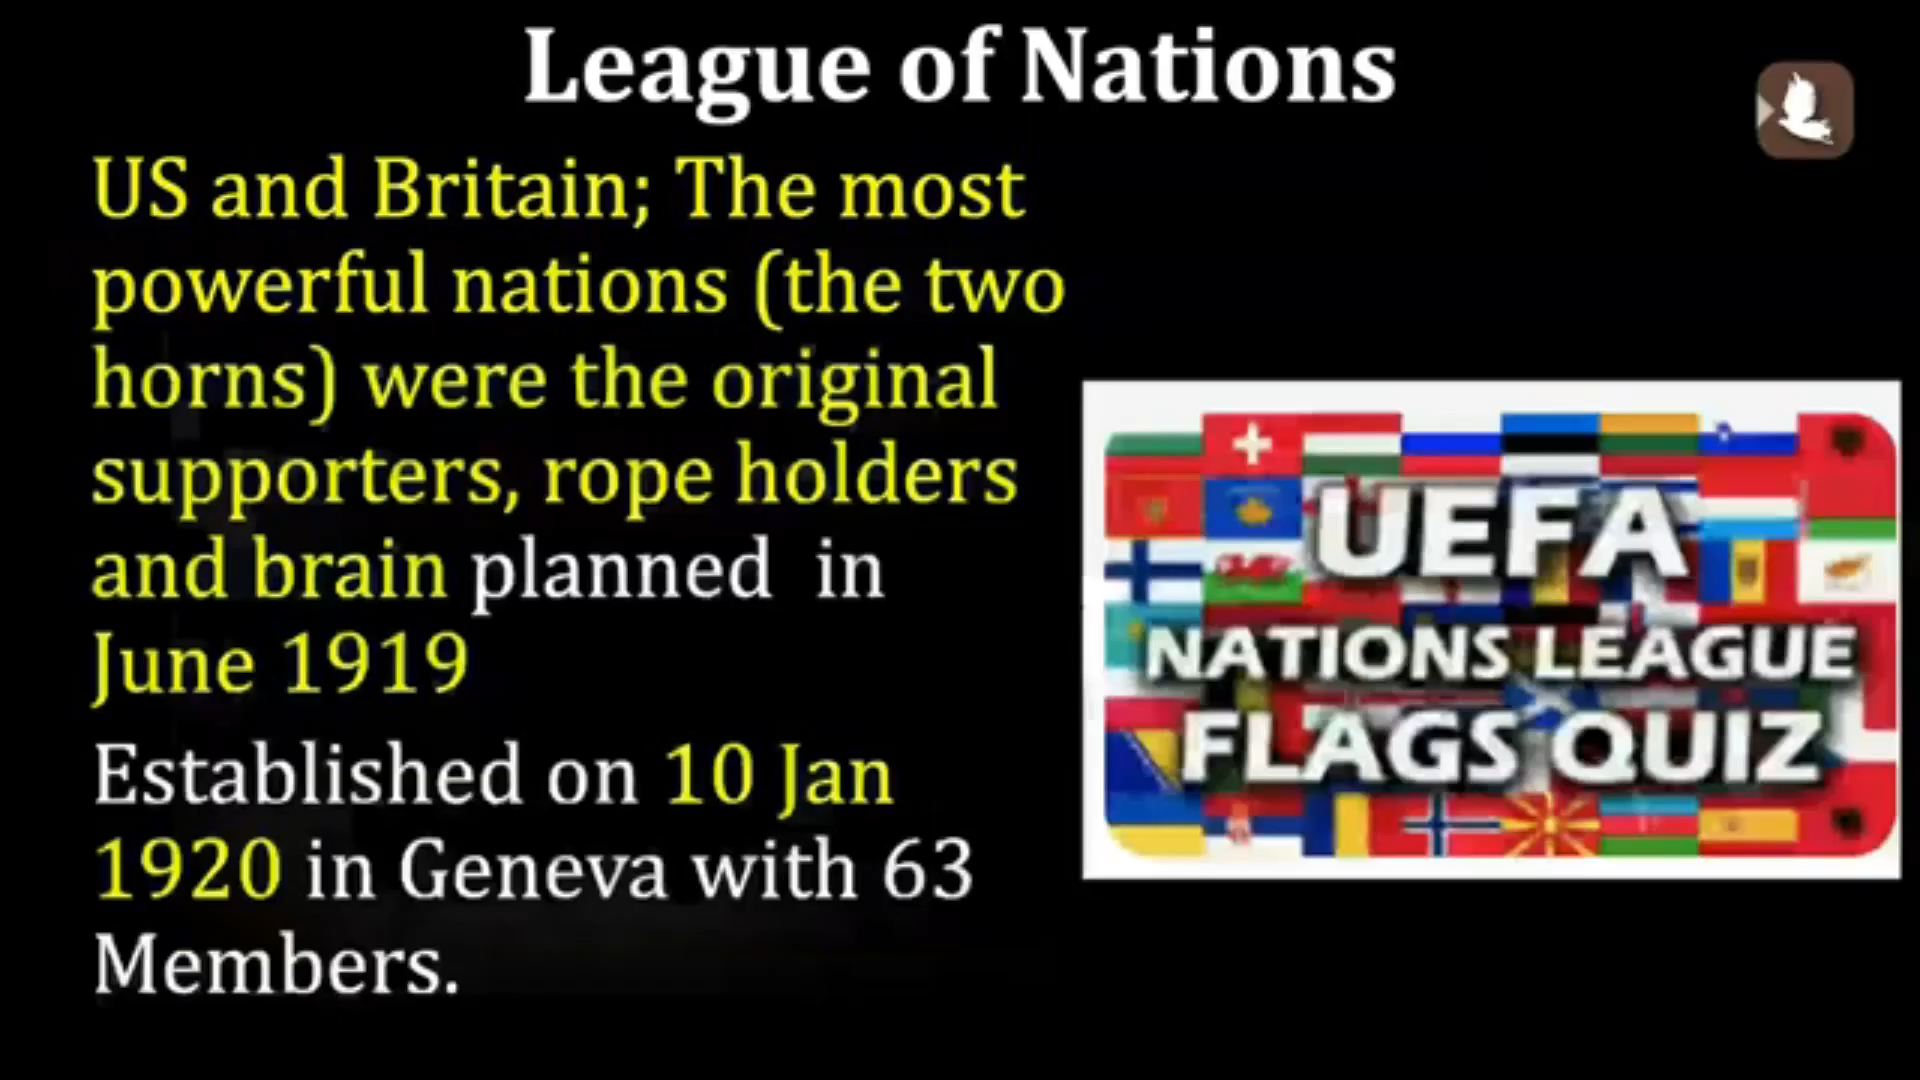 League of Nations
US and Britain; The most
powerful nations (the two
horns) were the original
supporters, rope holders
and brain planned in
June 1919
Established on 10 Jan
1920 in Geneva with 63
Members.
UEFA
NATIONS LEAGUE
FLAGS QUIZ